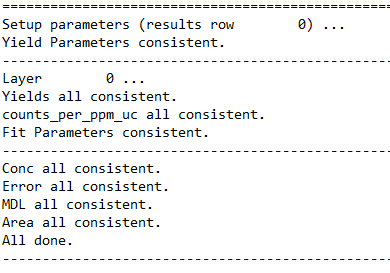 ==================================================
Setup parameters (results row        0) ...
Yield Parameters consistent.
--------------------------------------------------
Layer        0 ...
Yields all consistent.
counts_per_ppm_uc all consistent.
Fit Parameters consistent.
--------------------------------------------------
Conc all consistent.
Error all consistent.
MDL all consistent.
Area all consistent.
All done.
--------------------------------------------------